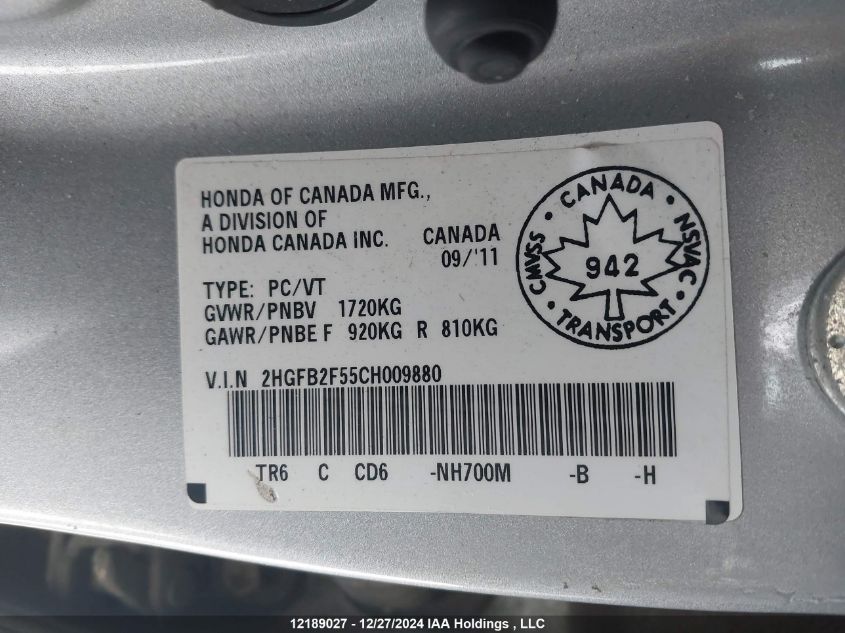 HONDA OF CANADA MFG.,
A DIVISION OF
HONDA CANADA INC. CANADA
09/'11
TYPE: PC/VT
GVWR/PNBV 1720KG
GAWR/PNBE F 920KG R 810KG
V.I.N 2HGFB2F55CH009880
TR6 C CD6 -NH700M -B -H
CANADA
CMVSS • NSVAC
942
TRANSPORT
12189027 - 12/27/2024 IAA Holdings , LLC